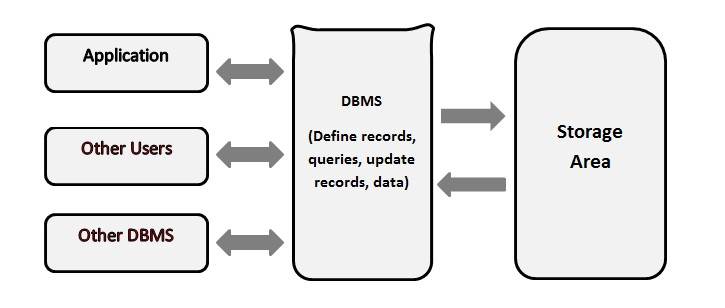 Application
Other Users
Other DBMS
DBMS
(Define records,
queries, update
records, data)
Storage
Area